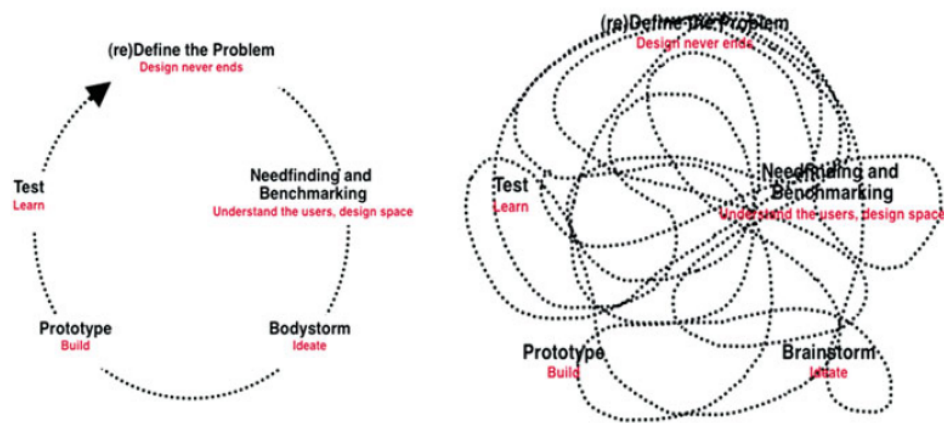 (re)Define the Problem
Design never ends
Needfinding and
Benchmarking
Understand the users, design space
Bodystorm
Ideate
Prototype
Build
Test
Learn
(re)Define the Problem
Design never ends
Needfinding and
Benchmarking
Understand the users, design space
Brainstorm
Ideate
Prototype
Build
Test
Learn